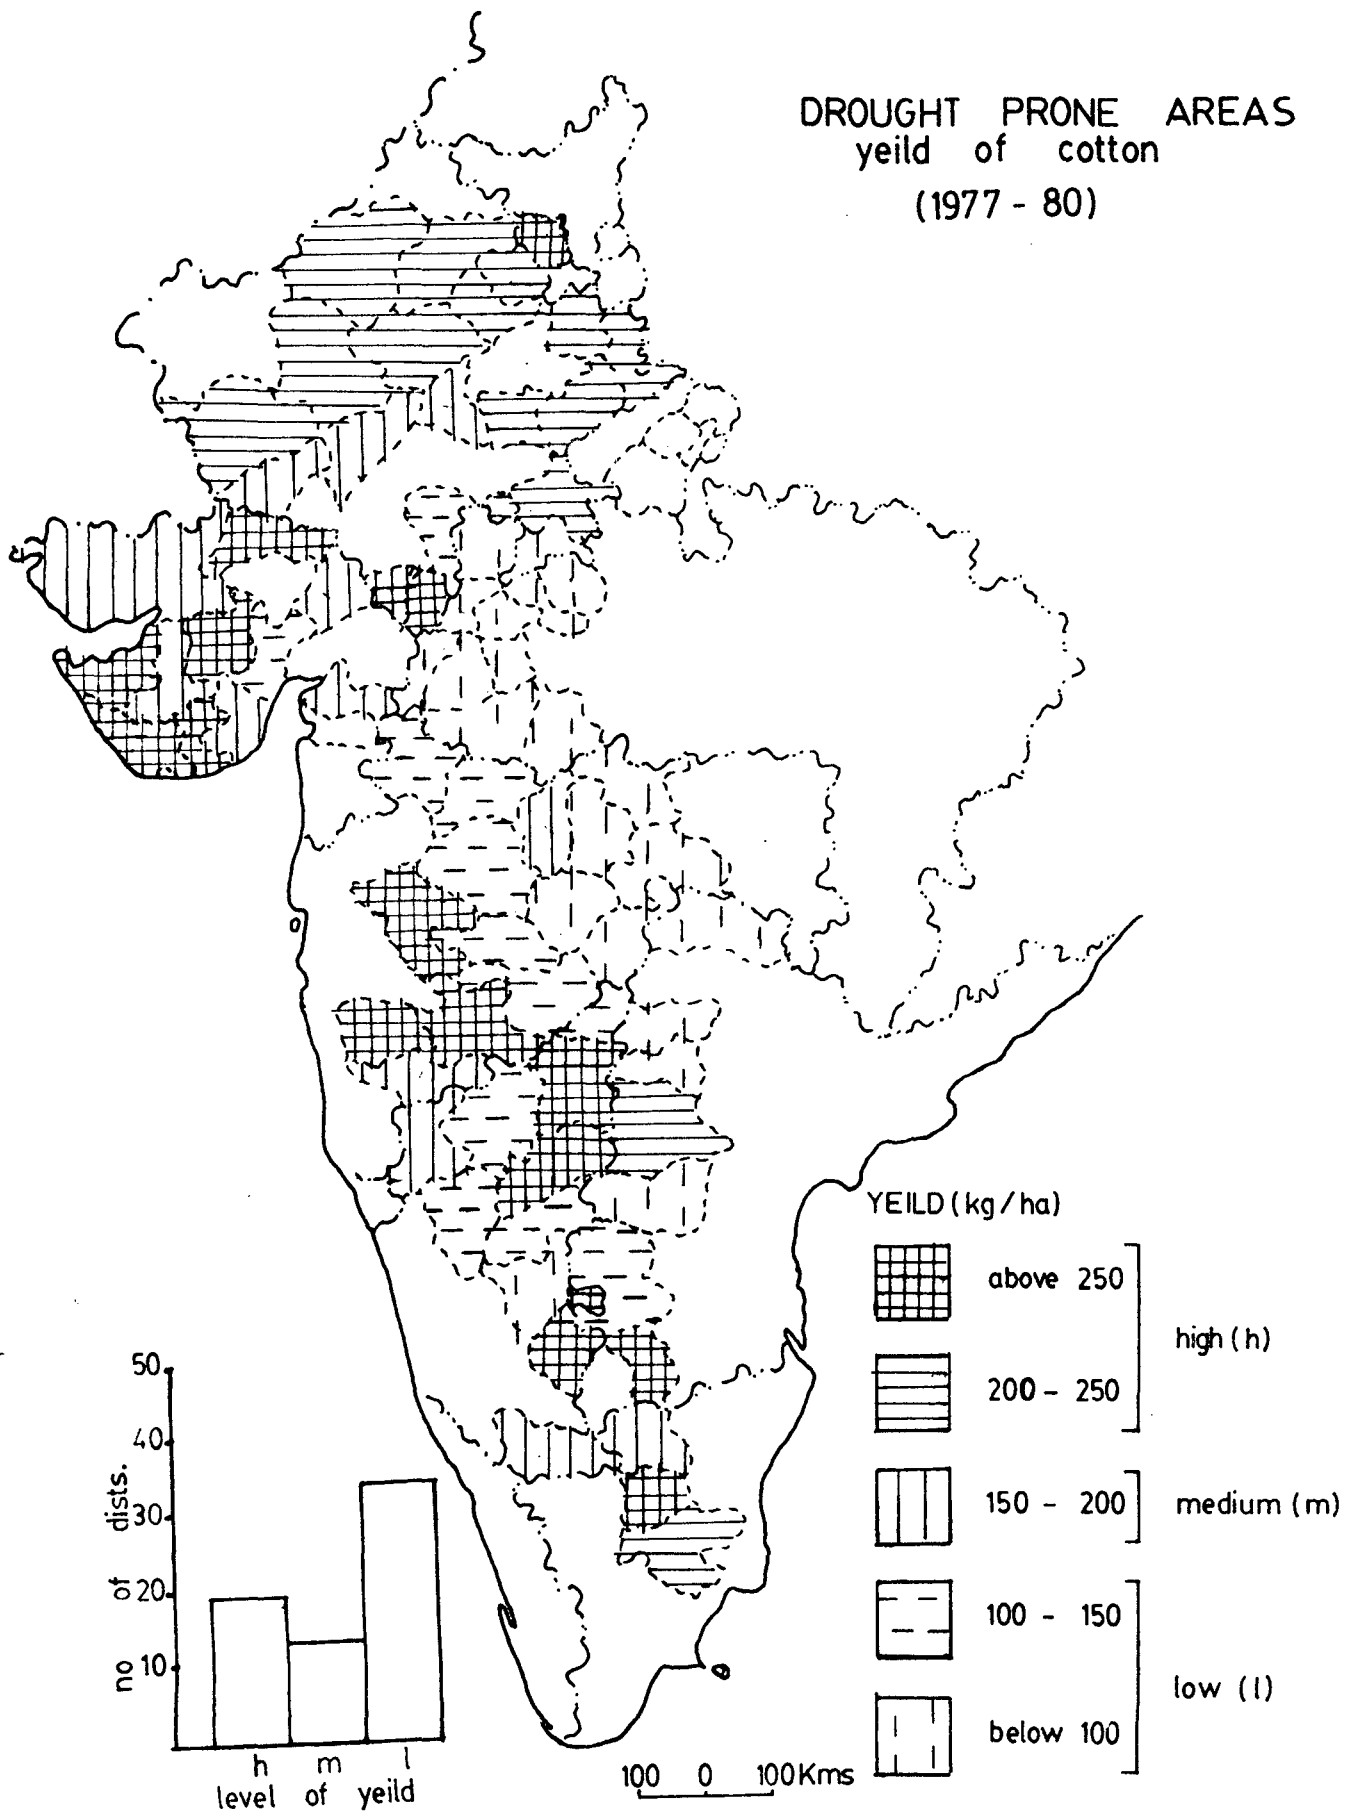 DROUGHT PRONE AREAS
yeild of cotton
(1977 - 80)
YEILD (kg/ha)
above 250
high (h)
200 - 250
150 - 200
medium (m)
100 - 150
low (l)
below 100
50
40
30
20
10
no of dists.
h m l
level of yeild
100 0 100 Kms